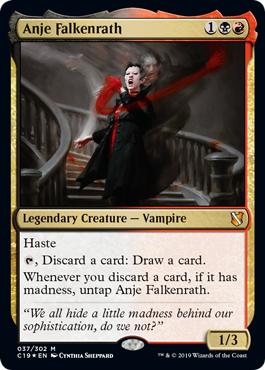 Anje Falkenrath 1
Legendary Creature — Vampire
Haste
, Discard a card: Draw a card.
Whenever you discard a card, if it has
madness, untap Anje Falkenrath.
“We all hide a little madness behind our
sophistication, do we not?”
1/3
037/302 M
C19 EN CYNTHIA SHEPPARD ™ & © 2019 Wizards of the Coast